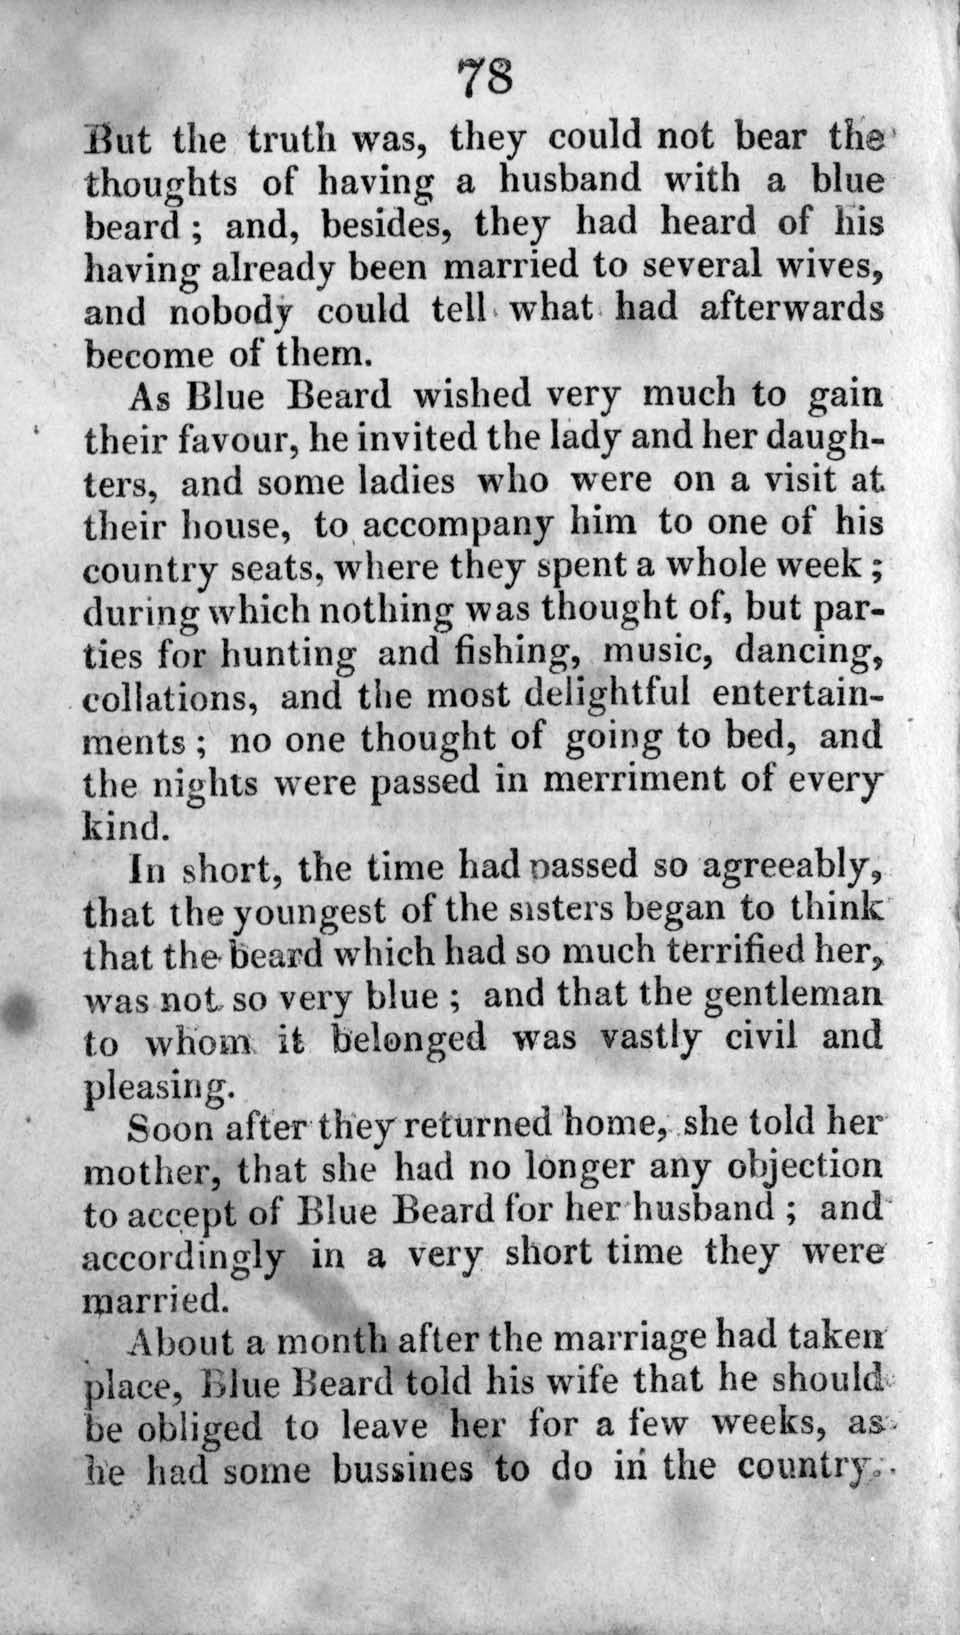 78
But the truth was, they could not bear the
thoughts of having a husband with a blue
beard ; and, besides, they had heard of his
having already been married to several wives,
and nobody could tell what had afterwards
become of them.
As Blue Beard wished very much to gain
their favour, he invited the lady and her daugh-
ters, and some ladies who were on a visit at
their house, to accompany him to one of his
country seats, where they spent a whole week ;
during which nothing was thought of, but par-
ties for hunting and fishing, music, dancing,
collations, and the most delightful entertain-
ments ; no one thought of going to bed, and
the nights were passed in merriment of every
kind.
In short, the time had passed so agreeably,
that the youngest of the sisters began to think
that the beard which had so much terrified her,
was not so very blue ; and that the gentleman
to whom it belonged was vastly civil and
pleasing.
Soon after they returned home, she told her
mother, that she had no longer any objection
to accept of Blue Beard for her husband ; and
accordingly in a very short time they were
married.
About a month after the marriage had taken
place, Blue Beard told his wife that he should
be obliged to leave her for a few weeks, as
he had some bussines to do in the country.